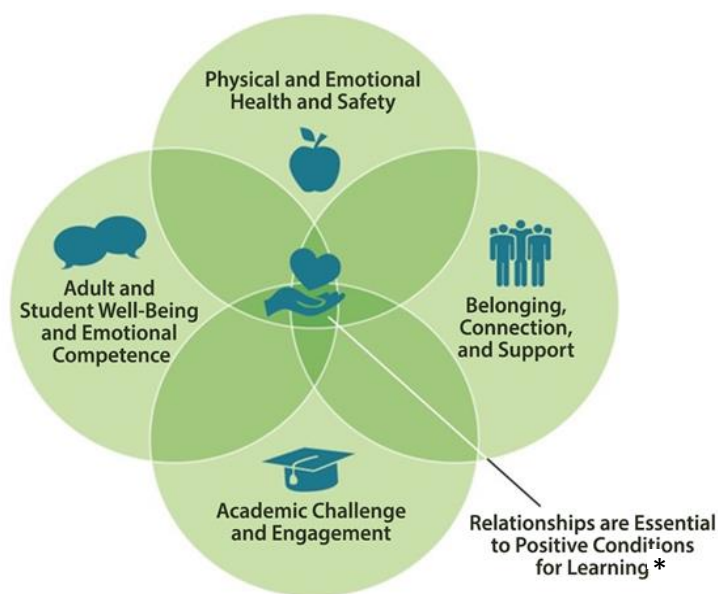 Physical and Emotional
Health and Safety
Adult and
Student Well-Being
and Emotional
Competence
Belonging,
Connection,
and Support
Academic Challenge
and Engagement
Relationships are Essential
to Positive Conditions
for Learning *